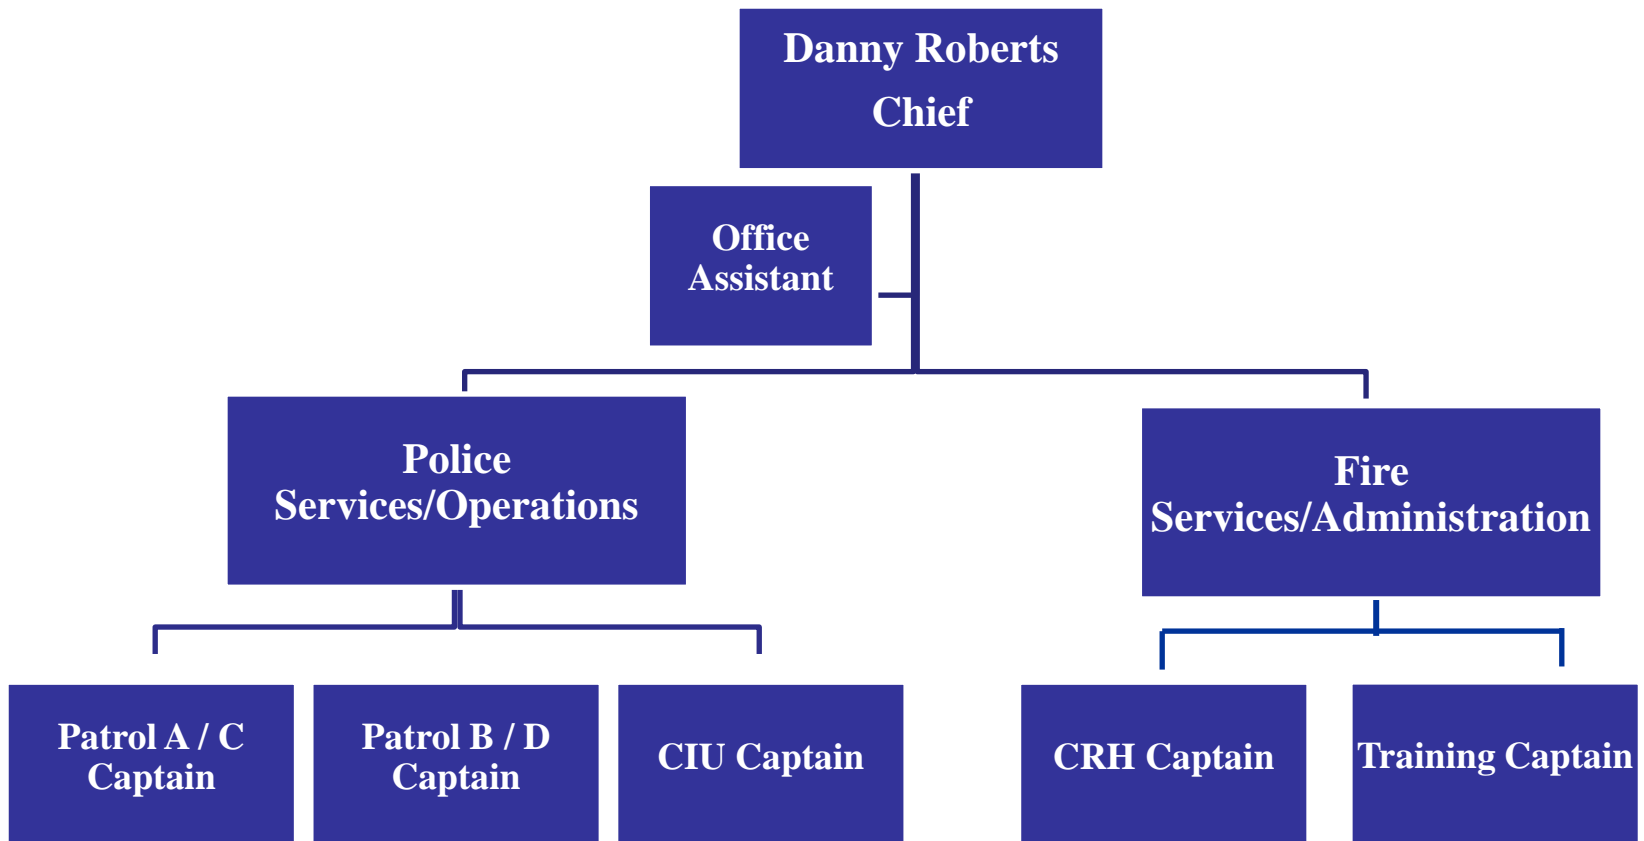 Danny Roberts
Chief
Office
Assistant
Police
Services/Operations
Fire
Services/Administration
Patrol A / C
Captain
Patrol B / D
Captain
CIU Captain
CRH Captain
Training Captain